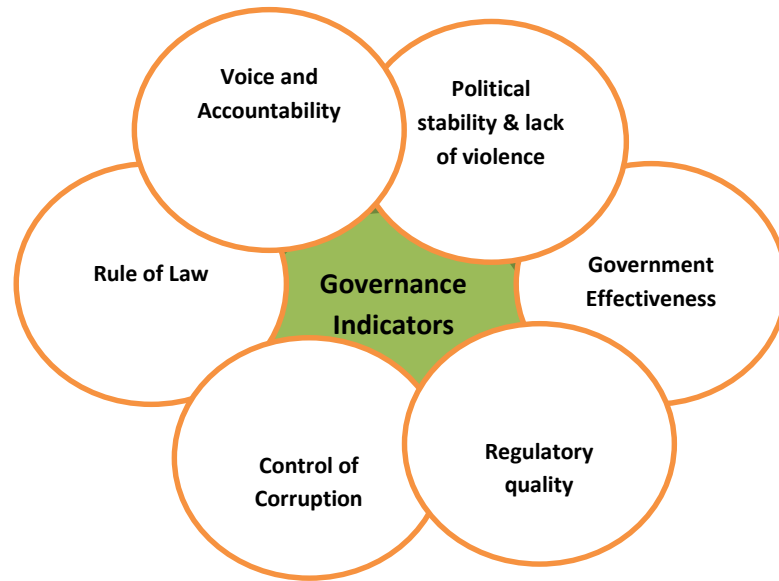 Voice and
Accountability
Political
stability & lack
of violence
Rule of Law
Governance
Indicators
Government
Effectiveness
Control of
Corruption
Regulatory
quality